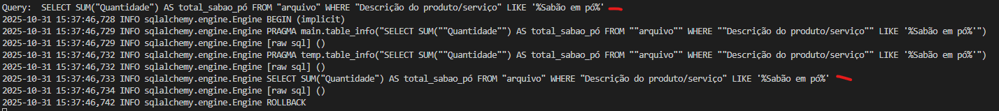 Query:  SELECT SUM("Quantidade") AS total_sabao_pó FROM "arquivo" WHERE "Descrição do produto/serviço" LIKE '%Sabão em pó%'
2025-10-31 15:37:46,728 INFO sqlalchemy.engine.Engine BEGIN (implicit)
2025-10-31 15:37:46,729 INFO sqlalchemy.engine.Engine PRAGMA main.table_info("SELECT SUM(""Quantidade"") AS total_sabao_pó FROM ""arquivo"" WHERE ""Descrição do produto/serviço"" LIKE '%Sabão em pó%'")
2025-10-31 15:37:46,729 INFO sqlalchemy.engine.Engine [raw sql] ()
2025-10-31 15:37:46,732 INFO sqlalchemy.engine.Engine PRAGMA temp.table_info("SELECT SUM(""Quantidade"") AS total_sabao_pó FROM ""arquivo"" WHERE ""Descrição do produto/serviço"" LIKE '%Sabão em pó%'")
2025-10-31 15:37:46,732 INFO sqlalchemy.engine.Engine [raw sql] ()
2025-10-31 15:37:46,733 INFO sqlalchemy.engine.Engine SELECT SUM("Quantidade") AS total_sabao_pó FROM "arquivo" WHERE "Descrição do produto/serviço" LIKE '%Sabão em pó%'
2025-10-31 15:37:46,734 INFO sqlalchemy.engine.Engine [raw sql] ()
2025-10-31 15:37:46,742 INFO sqlalchemy.engine.Engine ROLLBACK